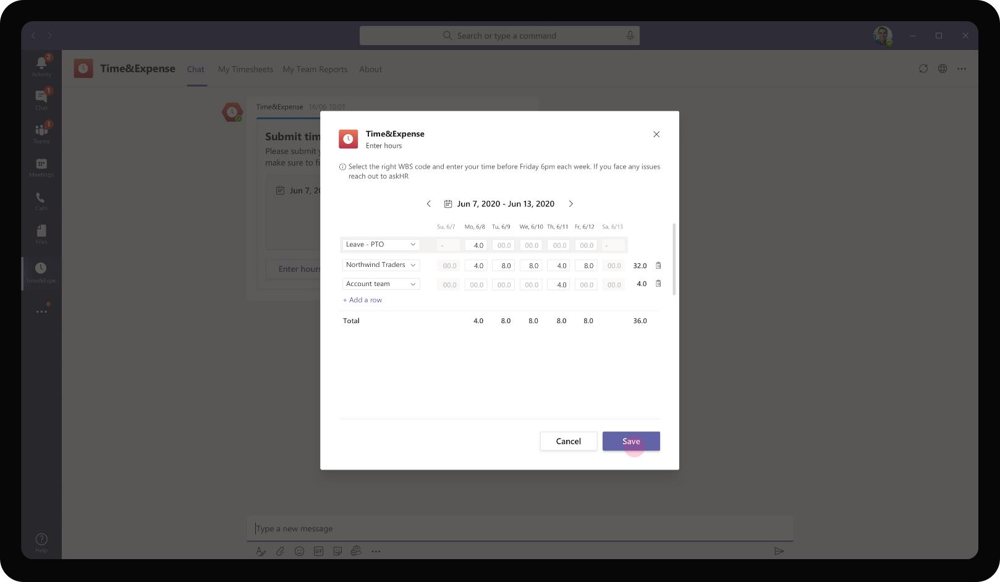 Search or type a command
2
Activity
1
Chat
1
Teams
Meetings
Calls
Files
Time&Expe..
Help
Time&Expense
Chat
My Timesheets
My Team Reports
About
Time&Expense 16/06 10:01
Submit tim
Please submit y
make sure to fi
Jun 7, 20
Enter hours
Time&Expense
Enter hours
Select the right WBS code and enter your time before Friday 6pm each week. If you face any issues
reach out to askHR
Jun 7, 2020 - Jun 13, 2020
Su, 6/7 Mo, 6/8 Tu, 6/9 We, 6/10 Th, 6/11 Fr, 6/12 Sa, 6/13
Leave - PTO - 4.0 00.0 00.0 00.0 00.0 -
Northwind Traders 00.0 4.0 8.0 8.0 4.0 8.0 00.0 32.0
Account team 00.0 00.0 00.0 00.0 4.0 00.0 00.0 4.0
+ Add a row
Total 4.0 8.0 8.0 8.0 8.0 36.0
Cancel
Save
Type a new message
GIF